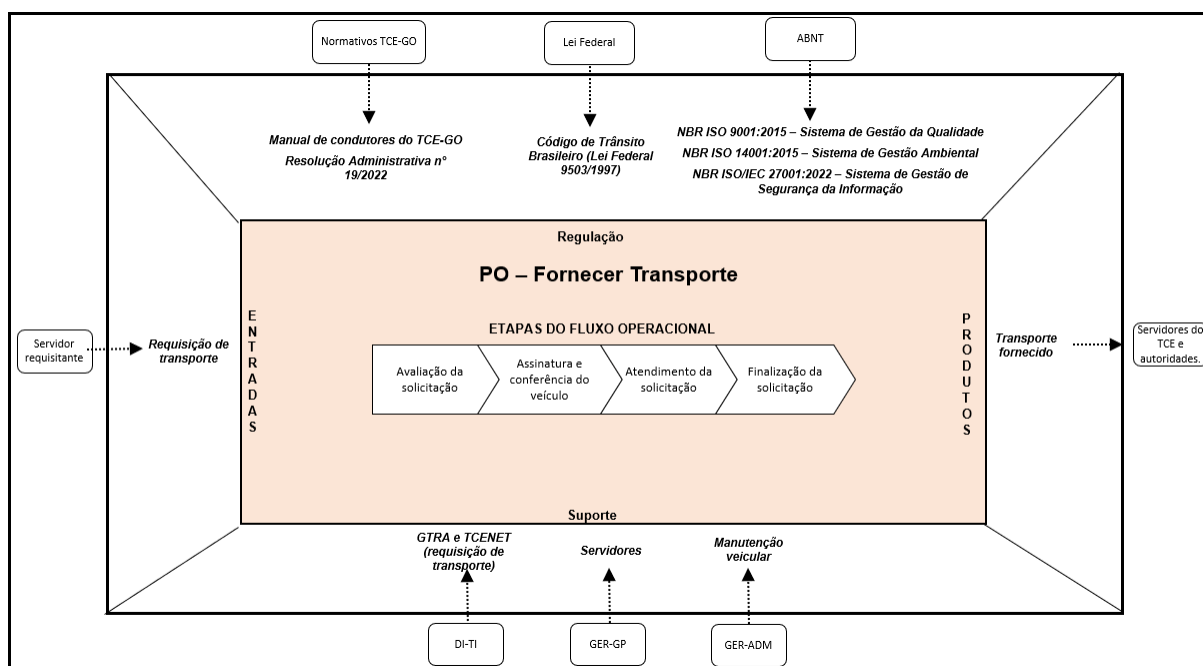 Normativos TCE-GO
Lei Federal
ABNT
Manual de condutores do TCE-GO
Resolução Administrativa n°
19/2022
Código de Trânsito
Brasileiro (Lei Federal
9503/1997)
NBR ISO 9001:2015 – Sistema de Gestão da Qualidade
NBR ISO 14001:2015 – Sistema de Gestão Ambiental
NBR ISO/IEC 27001:2022 – Sistema de Gestão de
Segurança da Informação
Regulação
PO – Fornecer Transporte
Servidor
requisitante
Requisição de
transporte
ENTRADAS
ETAPAS DO FLUXO OPERACIONAL
Avaliação da
solicitação
Assinatura e
conferência do
veículo
Atendimento da
solicitação
Finalização da
solicitação
PRODUTOS
Transporte
fornecido
Servidores do
TCE e
autoridades.
Suporte
GTRA e TCENET
(requisição de
transporte)
Servidores
Manutenção
veicular
DI-TI
GER-GP
GER-ADM